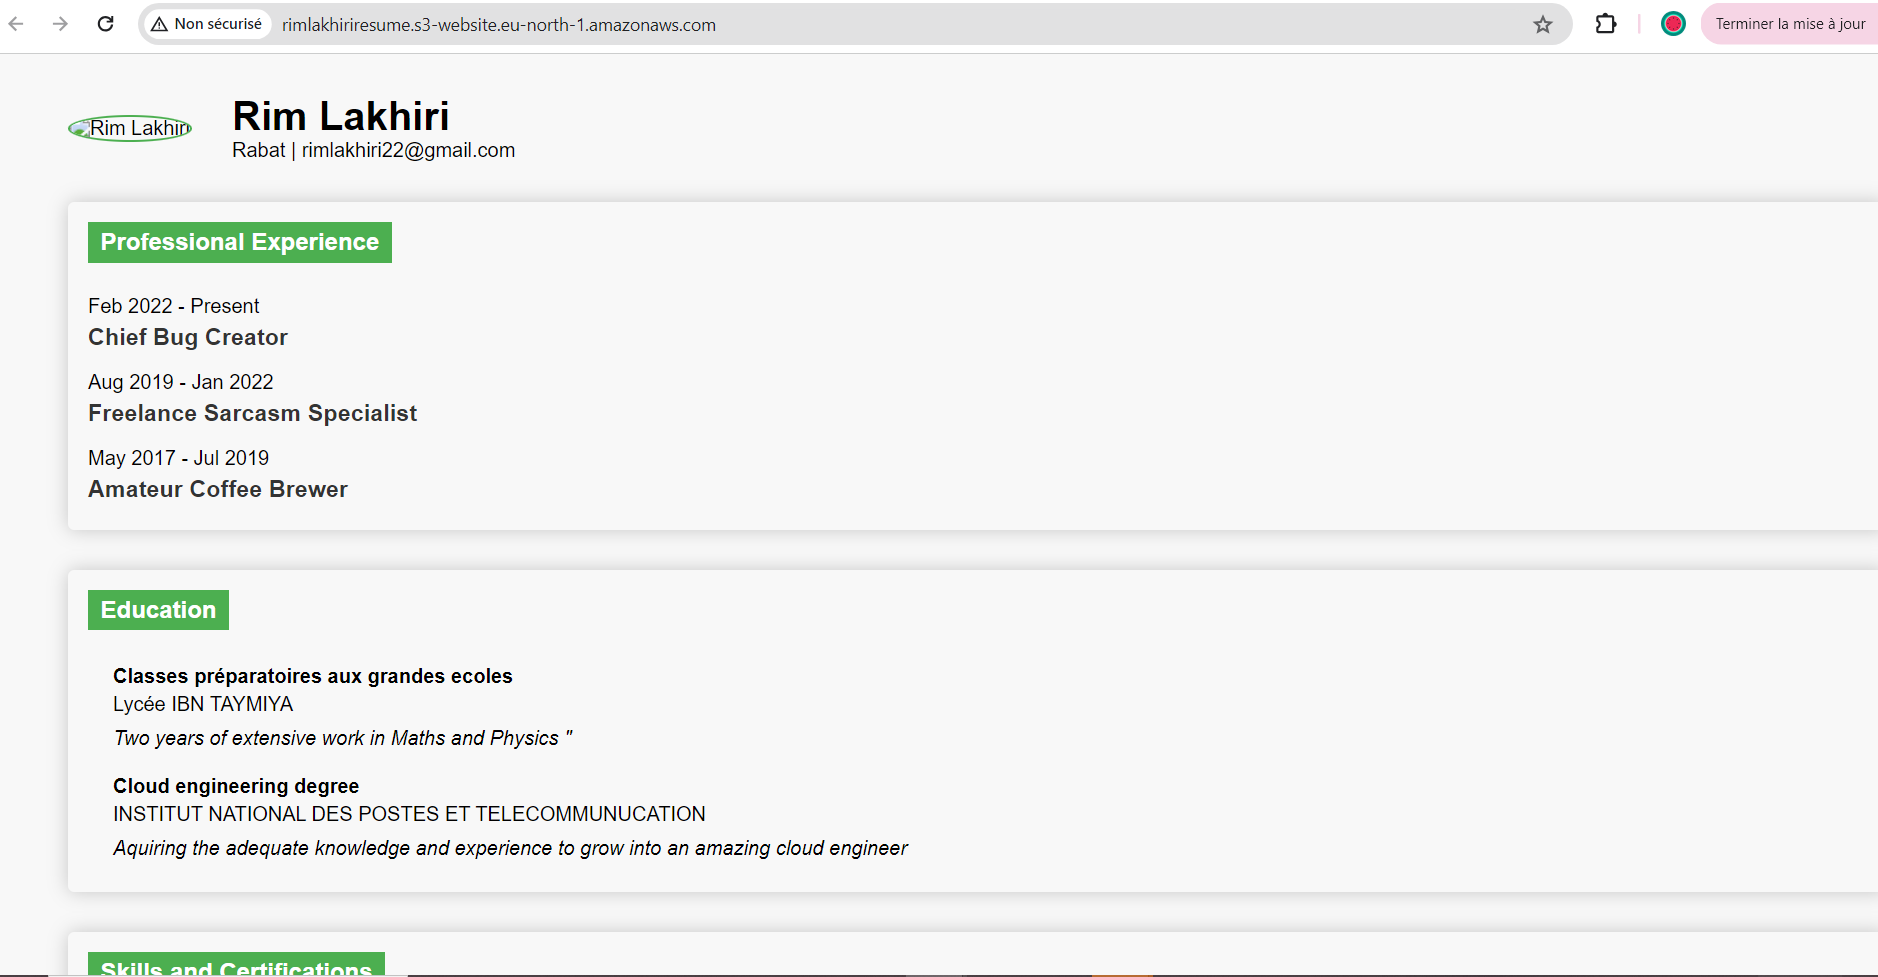 Non sécurisé rimlakhiriresume.s3-website.eu-north-1.amazonaws.com Terminer la mise à jour
Rim Lakhiri
Rim Lakhiri
Rabat | rimlakhiri22@gmail.com
Professional Experience
Feb 2022 - Present
Chief Bug Creator
Aug 2019 - Jan 2022
Freelance Sarcasm Specialist
May 2017 - Jul 2019
Amateur Coffee Brewer
Education
Classes préparatoires aux grandes ecoles
Lycée IBN TAYMIYA
Two years of extensive work in Maths and Physics "
Cloud engineering degree
INSTITUT NATIONAL DES POSTES ET TELECOMMUNUCATION
Aquiring the adequate knowledge and experience to grow into an amazing cloud engineer
Skills and Certifications